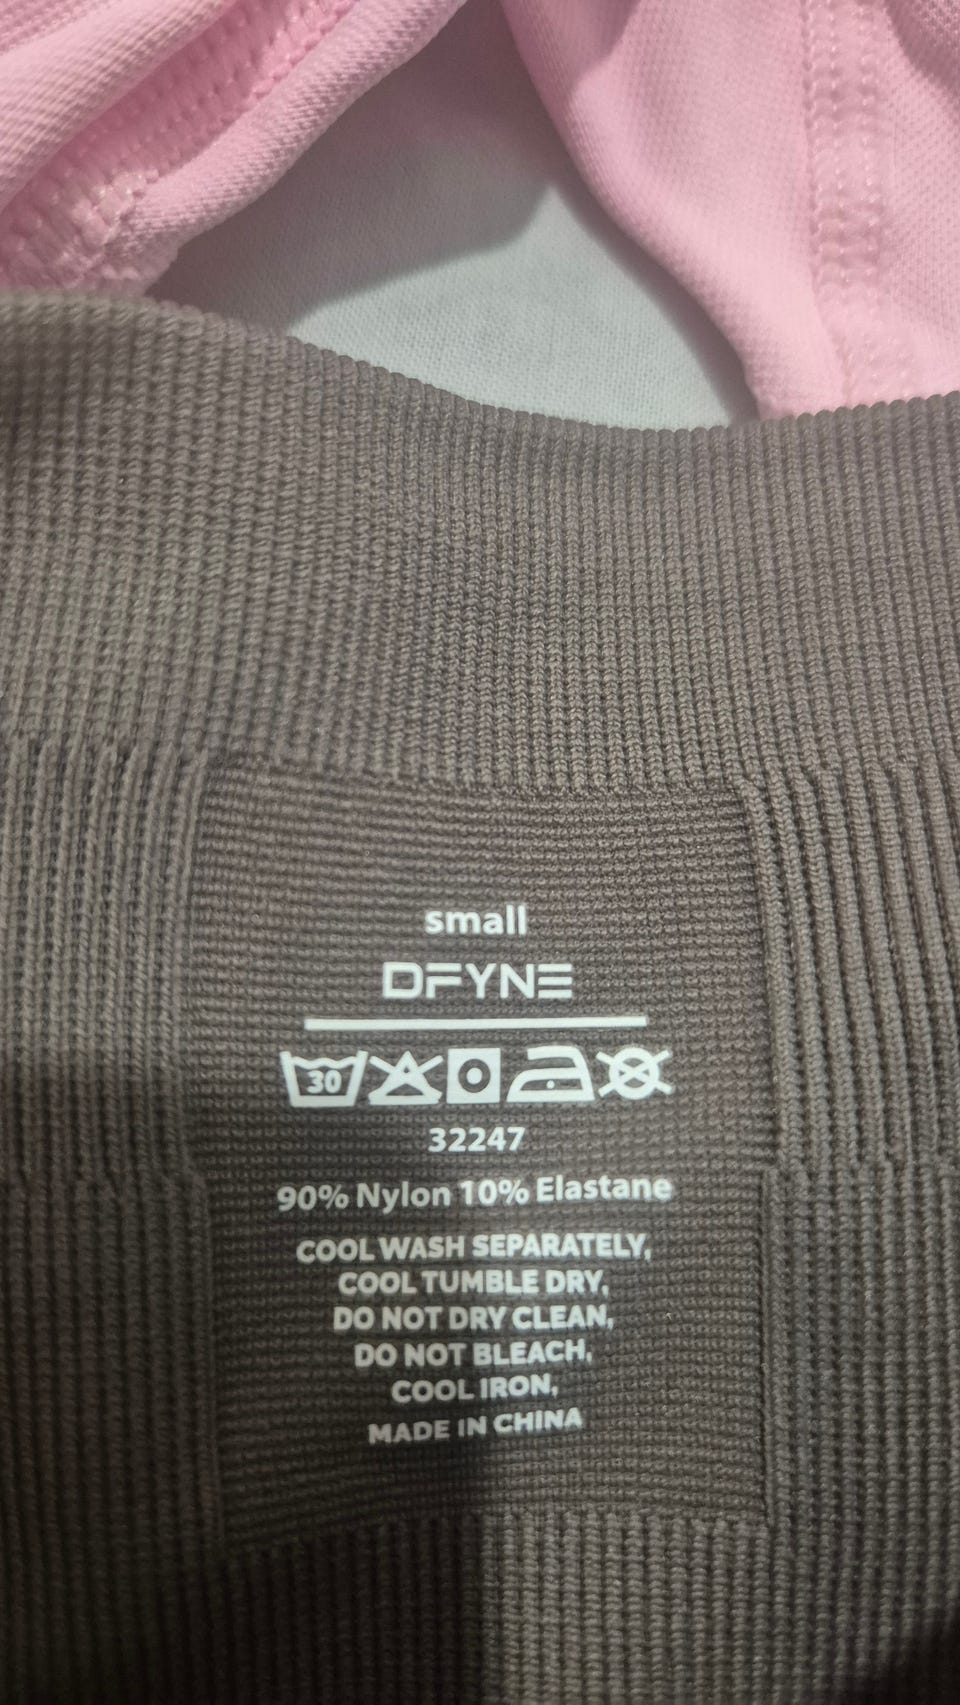 small
DFYNE
30
32247
90% Nylon 10% Elastane
COOL WASH SEPARATELY,
COOL TUMBLE DRY,
DO NOT DRY CLEAN,
DO NOT BLEACH,
COOL IRON,
MADE IN CHINA